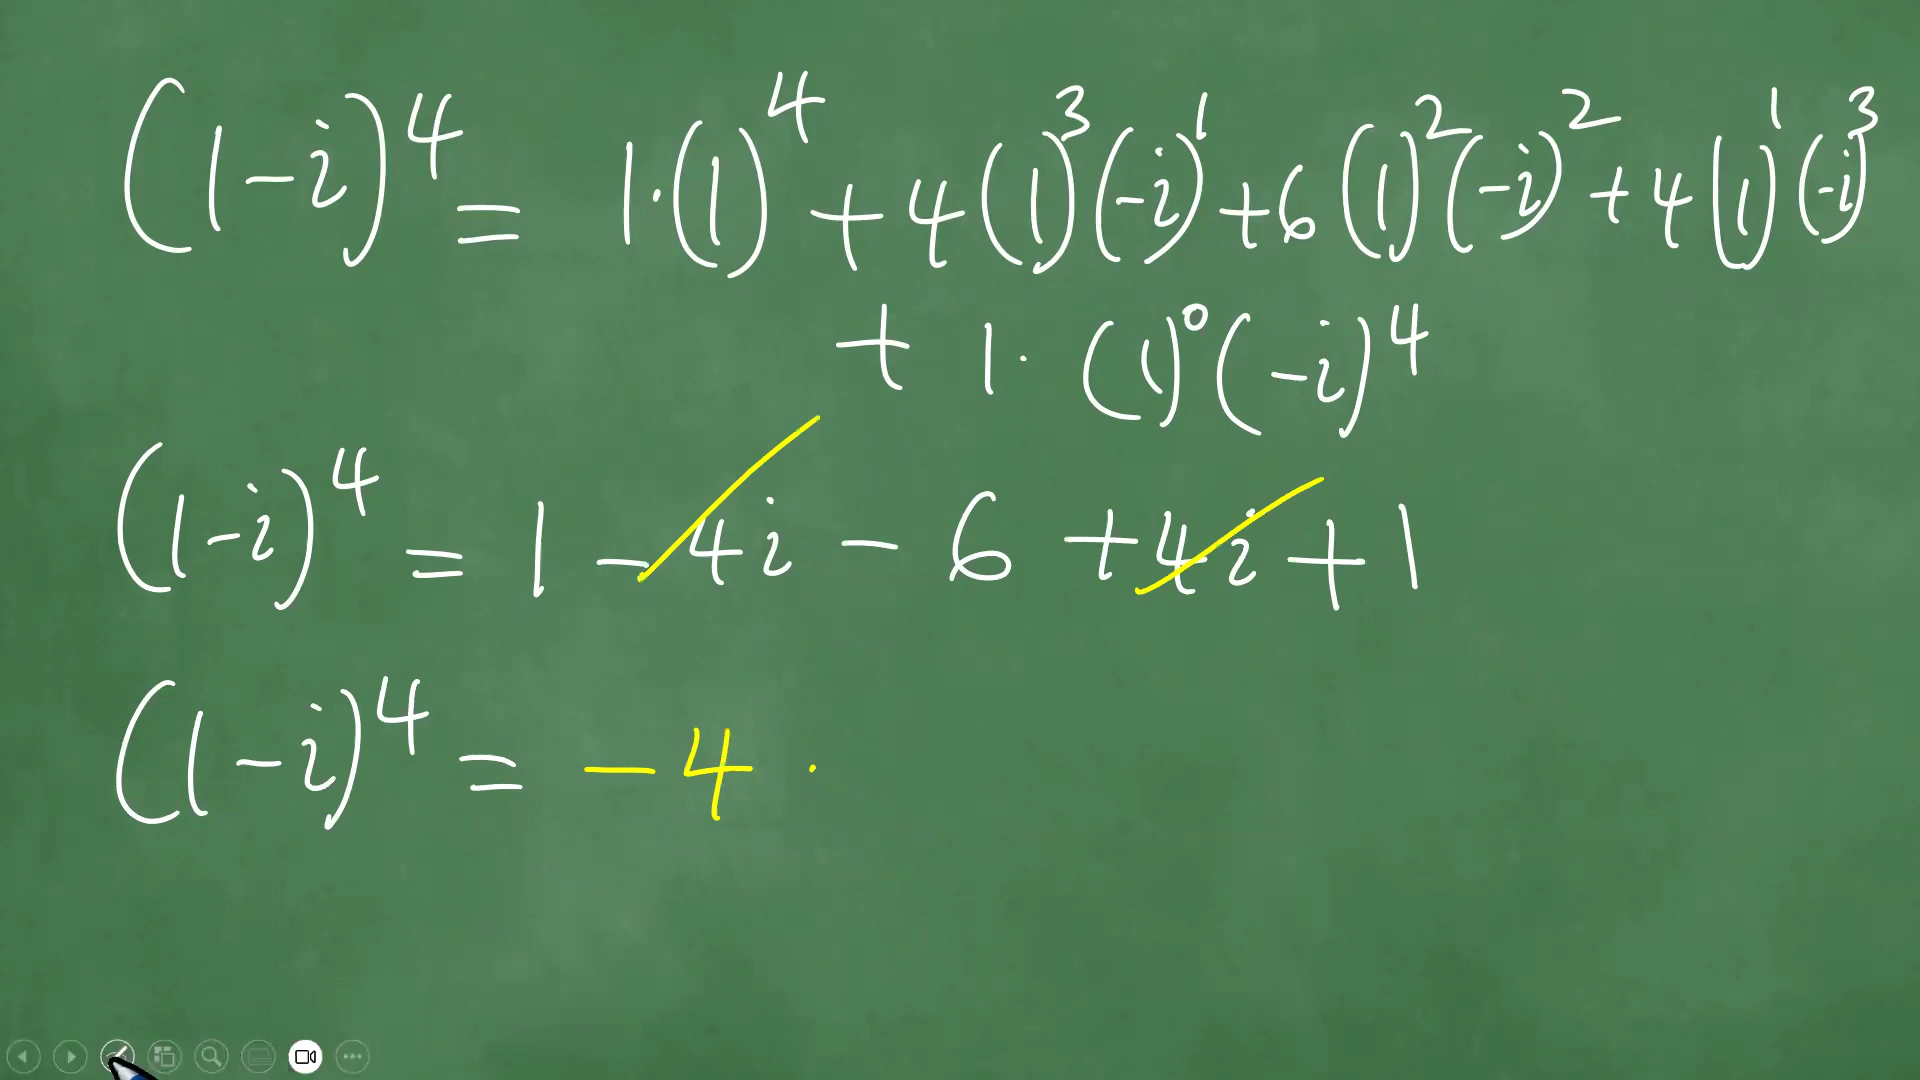 (1-i)^4 = 1·(1)^4 + 4(1)^3(-i)^1 + 6(1)^2(-i)^2 + 4(1)^1(-i)^3
+ 1·(1)^0(-i)^4
(1-i)^4 = 1 - 4i - 6 + 4i + 1
(1-i)^4 = -4.